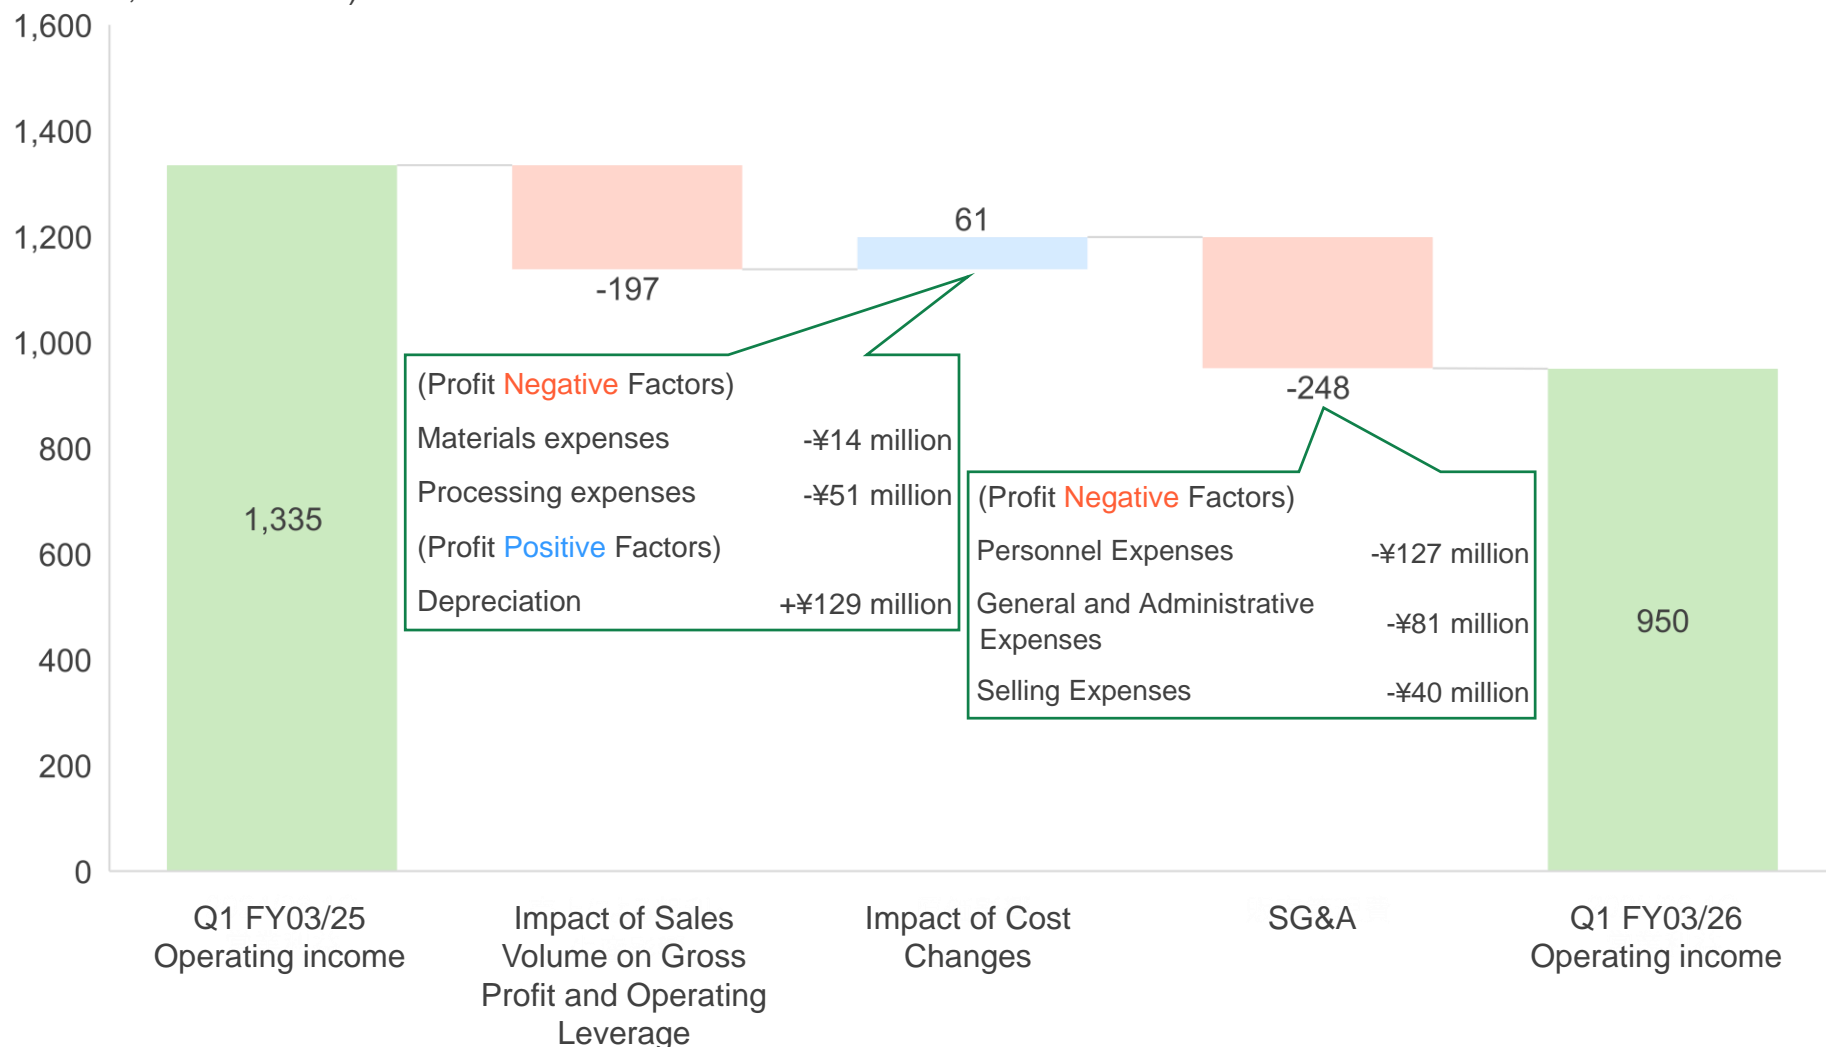 1,600
1,400
1,200
1,000
800
600
400
200
0
1,335
-197
61
-248
950
(Profit Negative Factors)
Materials expenses -¥14 million
Processing expenses -¥51 million
(Profit Positive Factors)
Depreciation +¥129 million
(Profit Negative Factors)
Personnel Expenses -¥127 million
General and Administrative
Expenses -¥81 million
Selling Expenses -¥40 million
Q1 FY03/25
Operating income
Impact of Sales
Volume on Gross
Profit and Operating
Leverage
Impact of Cost
Changes
SG&A
Q1 FY03/26
Operating income